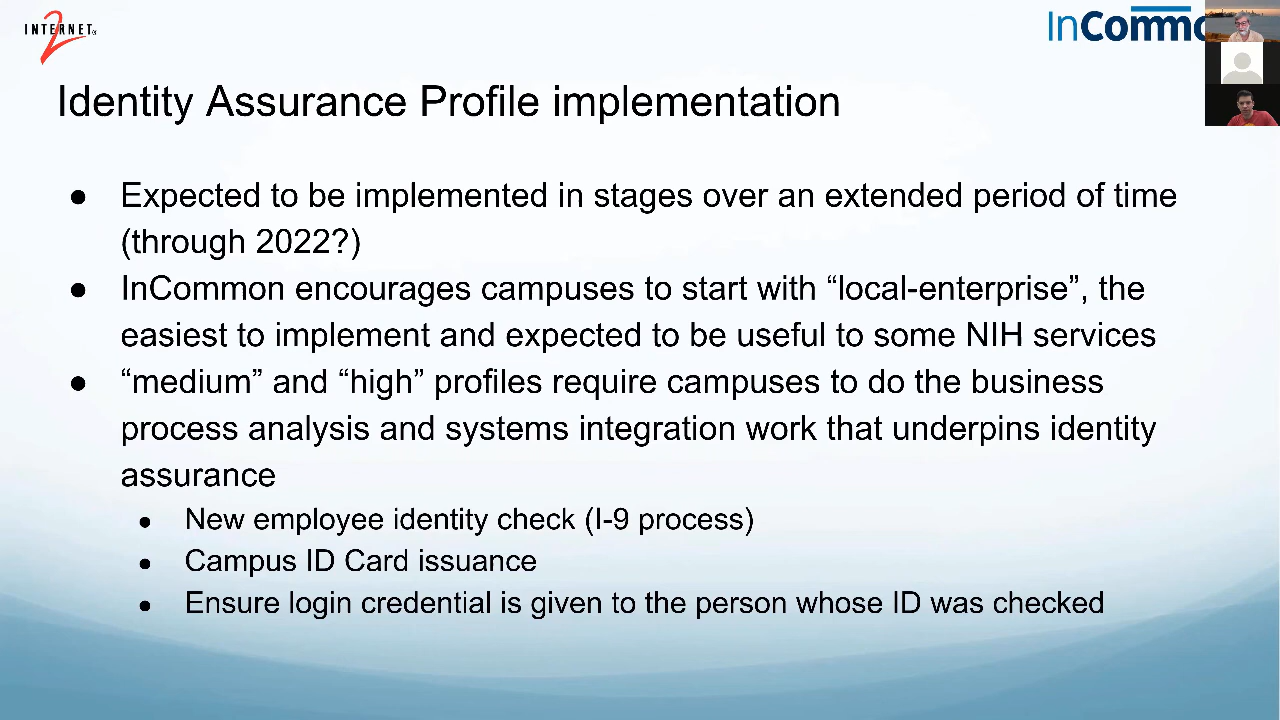 INTERNET
2
InCommo
Identity Assurance Profile implementation
● Expected to be implemented in stages over an extended period of time
(through 2022?)
● InCommon encourages campuses to start with “local-enterprise”, the
easiest to implement and expected to be useful to some NIH services
● “medium” and “high” profiles require campuses to do the business
process analysis and systems integration work that underpins identity
assurance
● New employee identity check (I-9 process)
● Campus ID Card issuance
● Ensure login credential is given to the person whose ID was checked